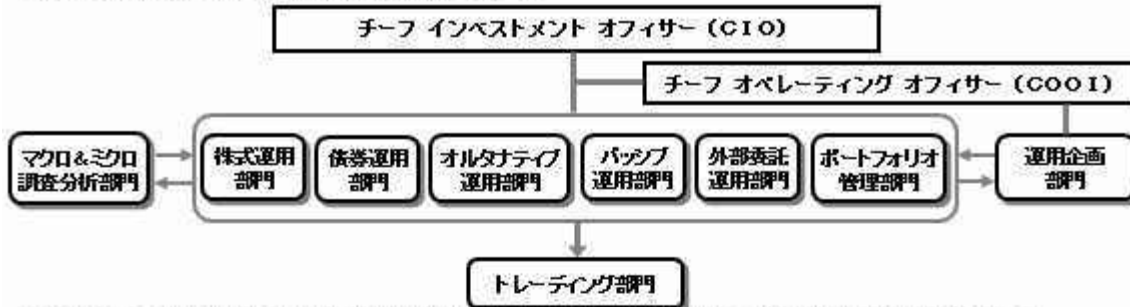 チーフ インベストメント オフィサー (CIO)
チーフ オペレーティング オフィサー (COOI)
マクロ&ミクロ
調査分析部門
株式運用
部門
債券運用
部門
オルタナティブ
運用部門
パッシブ
運用部門
外部委託
運用部門
ポートフォリオ
管理部門
運用企画
部門
トレーディング部門